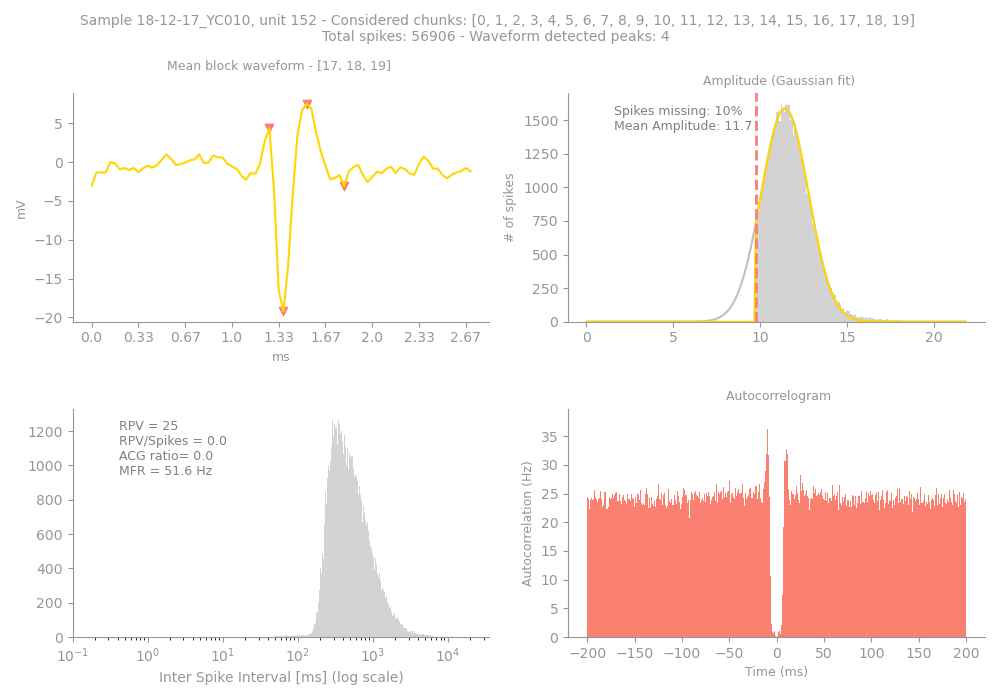 Sample 18-12-17_YC010, unit 152 - Considered chunks: [0, 1, 2, 3, 4, 5, 6, 7, 8, 9, 10, 11, 12, 13, 14, 15, 16, 17, 18, 19]
Total spikes: 56906 - Waveform detected peaks: 4
Mean block waveform - [17, 18, 19]
5
0
−5
−10
−15
−20
mV
0.0 0.33 0.67 1.0 1.33 1.67 2.0 2.33 2.67
ms
Amplitude (Gaussian fit)
Spikes missing: 10%
Mean Amplitude: 11.7
1500
1250
1000
750
500
250
0
# of spikes
0 5 10 15 20
RPV = 25
RPV/Spikes = 0.0
ACG ratio= 0.0
MFR = 51.6 Hz
1200
1000
800
600
400
200
0
10⁻¹ 10⁰ 10¹ 10² 10³ 10⁴
Inter Spike Interval [ms] (log scale)
Autocorrelogram
35
30
25
20
15
10
5
0
Autocorrelation (Hz)
−200 −150 −100 −50 0 50 100 150 200
Time (ms)